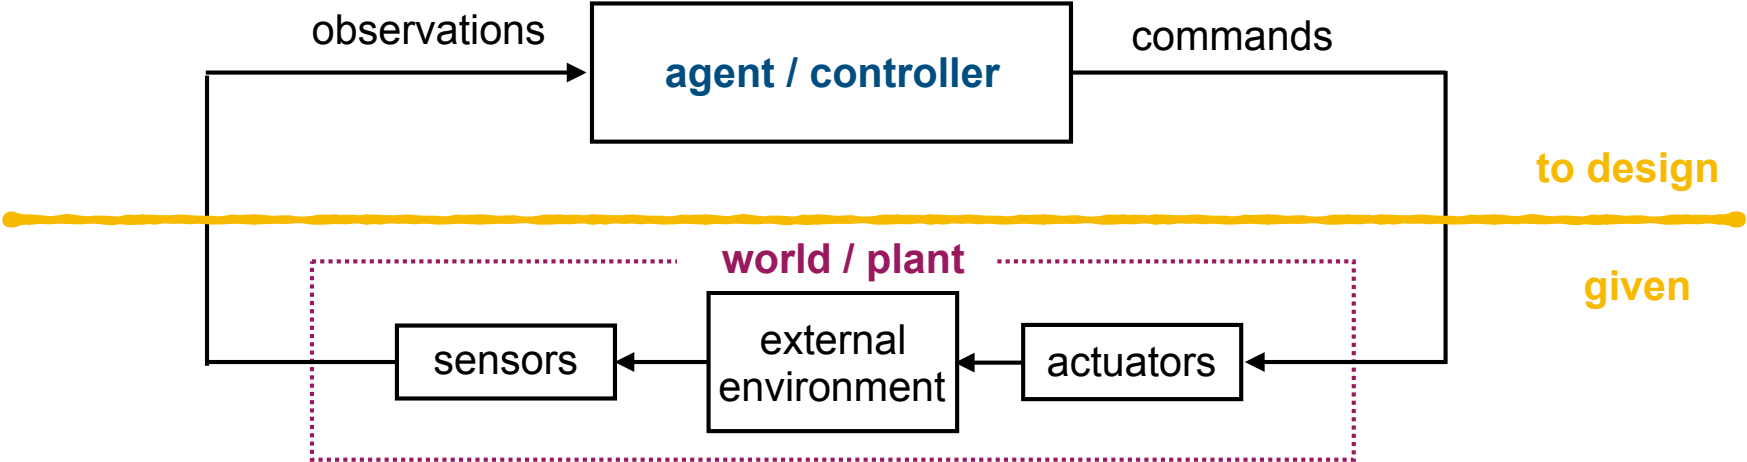 observations
agent / controller
commands
to design
world / plant
given
sensors
external
environment
actuators